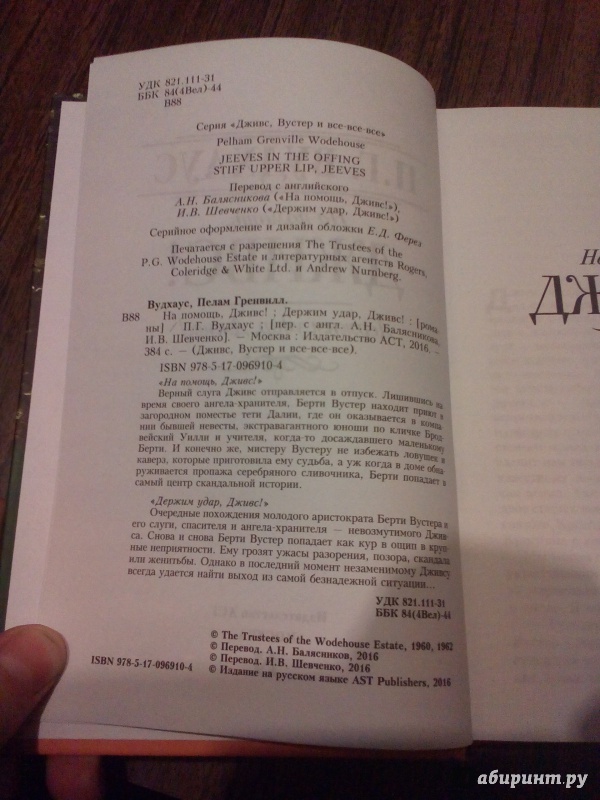 УДК 821.111-31
ББК 84(4Вел)-44
В88
Серия «Дживс, Вустер и все-все-все»
Pelham Grenville Wodehouse
JEEVES IN THE OFFING
STIFF UPPER LIP, JEEVES
Перевод с английского
А.Н. Балясникова («На помощь, Дживс!»),
И.В. Шевченко («Держим удар, Дживс!»)
Серийное оформление и дизайн обложки Е.Д. Ферез
Печатается с разрешения The Trustees of the
P.G. Wodehouse Estate и литературных агентств Rogers,
Coleridge & White Ltd. и Andrew Nurnberg.
Вудхаус, Пелам Гренвилл.
В88 На помощь, Дживс! ; Держим удар, Дживс! : [рома-
ны] / П.Г. Вудхаус ; [пер. с англ. А.Н. Балясникова,
И.В. Шевченко]. — Москва : Издательство АСТ, 2016. —
384 с. — (Дживс, Вустер и все-все-все).
ISBN 978-5-17-096910-4
«На помощь, Дживс!»
Верный слуга Дживс отправляется в отпуск. Лишившись на
время своего ангела-хранителя, Берти Вустер находит приют в
загородном поместье тети Далии, где он оказывается в компа-
нии бывшей невесты, экстравагантного юноши по кличке Брод-
вейский Уилли и учителя, когда-то досаждавшего маленькому
Берти. И конечно же, мистеру Вустеру не избежать ловушек и
каверз, которые приготовила ему судьба, а уж когда в доме обна-
руживается пропажа серебряного сливочника, Берти попадает в
самый центр скандальной истории.
«Держим удар, Дживс!»
Очередные похождения молодого аристократа Берти Вустера и
его слуги, спасителя и ангела-хранителя — невозмутимого Джив-
са. Снова и снова Берти Вустер попадает как кур в ощип в круп-
ные неприятности. Ему грозят ужасы разорения, позора, скандала
или женитьбы. Однако в последний момент незаменимому Дживсу
всегда удается найти выход из самой безнадежной ситуации...
УДК 821.111-31
ББК 84(4Вел)-44
© The Trustees of the Wodehouse Estate, 1960, 1962
© Перевод. А.Н. Балясников, 2016
© Перевод. И.В. Шевченко, 2016
© Издание на русском языке AST Publishers, 2016
ISBN 978-5-17-096910-4
На
ДЖ
абиринт.ру